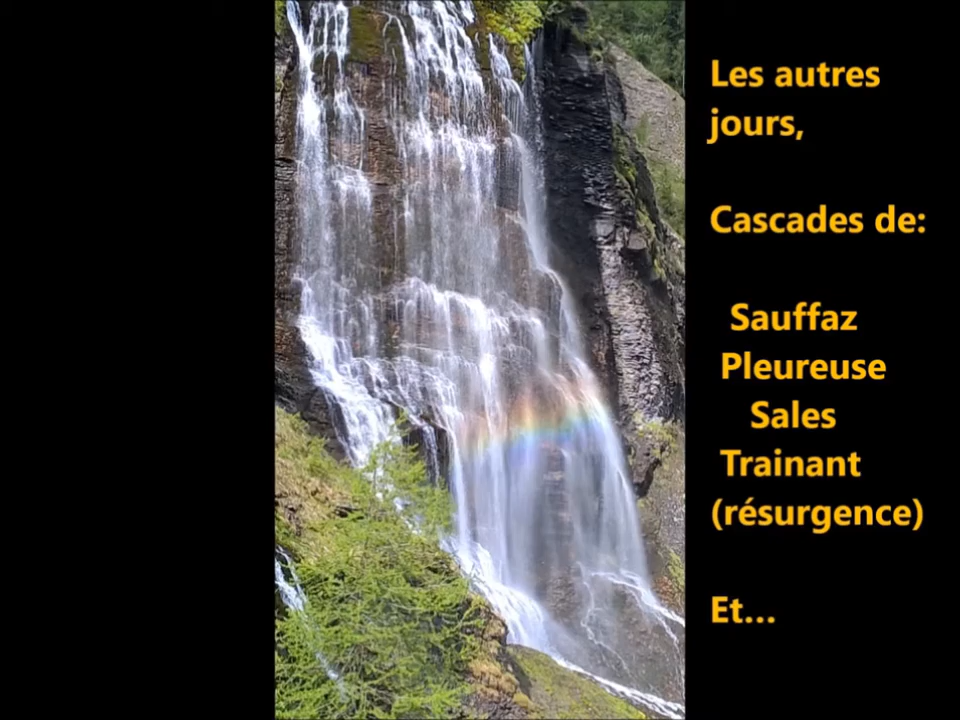 Les autres
jours,
Cascades de:
Sauffaz
Pleureuse
Sales
Trainant
(résurgence)
Et...